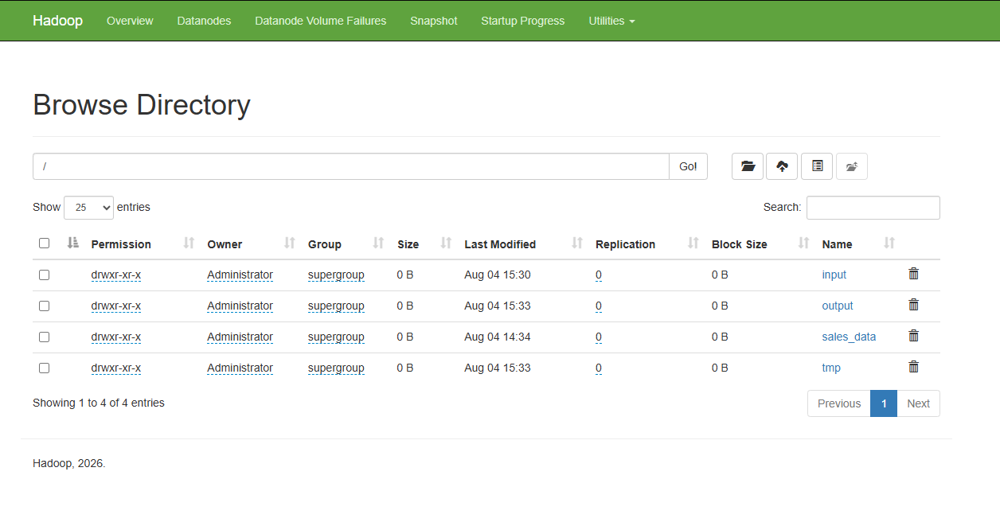 Hadoop Overview Datanodes Datanode Volume Failures Snapshot Startup Progress Utilities
Browse Directory
/ Go!
Show 25 entries Search:
Permission Owner Group Size Last Modified Replication Block Size Name
drwxr-xr-x Administrator supergroup 0 B Aug 04 15:30 0 0 B input
drwxr-xr-x Administrator supergroup 0 B Aug 04 15:33 0 0 B output
drwxr-xr-x Administrator supergroup 0 B Aug 04 14:34 0 0 B sales_data
drwxr-xr-x Administrator supergroup 0 B Aug 04 15:33 0 0 B tmp
Showing 1 to 4 of 4 entries Previous 1 Next
Hadoop, 2026.